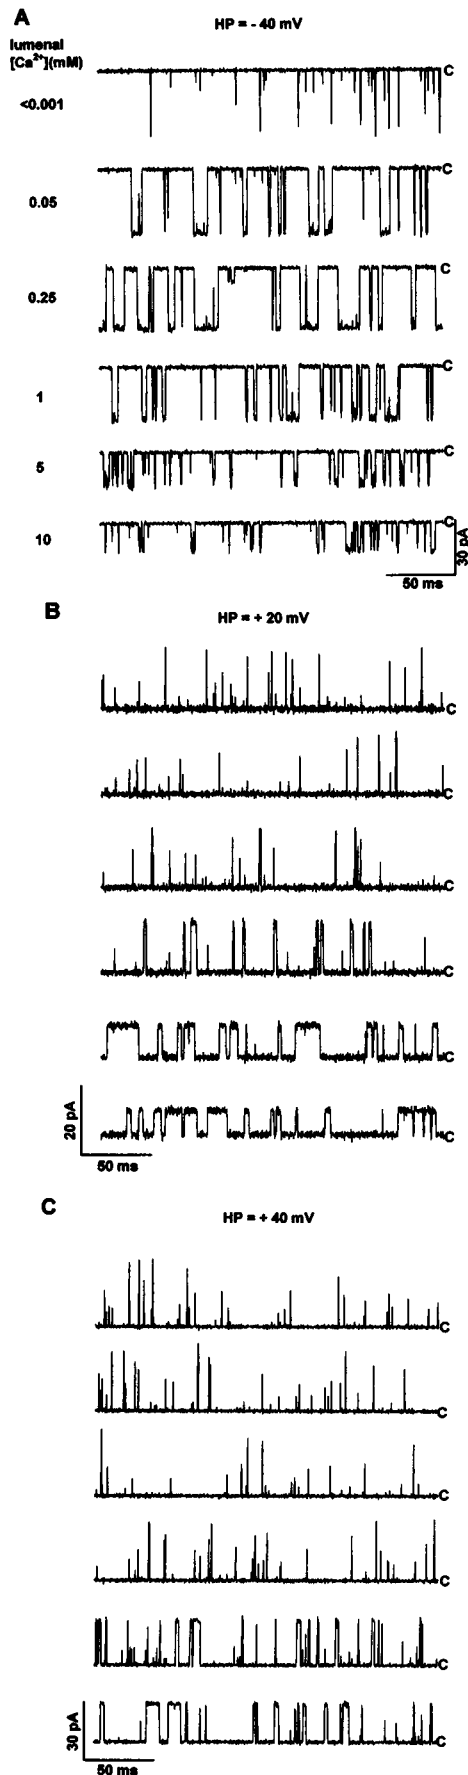 A
HP = - 40 mV
lumenal
[Ca²⁺](mM)
C
<0.001
C
0.05
C
0.25
C
1
C
5
C
10
30 pA
50 ms
B
HP = + 20 mV
C
C
C
C
C
20 pA
C
50 ms
C
HP = + 40 mV
C
C
C
C
C
30 pA
C
50 ms